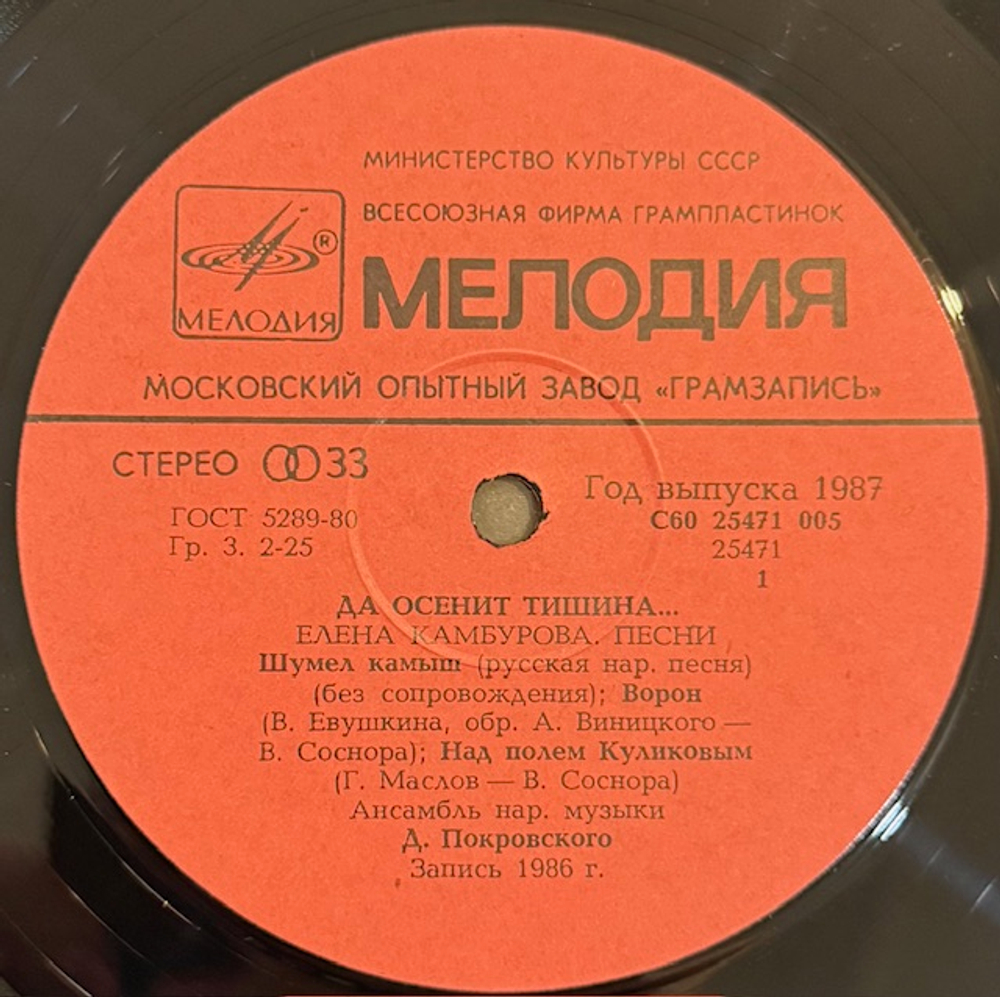 МИНИСТЕРСТВО КУЛЬТУРЫ СССР
ВСЕСОЮЗНАЯ ФИРМА ГРАМПЛАСТИНОК
®
МЕЛОДИЯ
МЕЛОДИЯ
МОСКОВСКИЙ ОПЫТНЫЙ ЗАВОД «ГРАМЗАПИСЬ»
СТЕРЕО 33
ГОСТ 5289-80
Гр. 3. 2-25
Год выпуска 1987
С60 25471 005
25471
1
ДА ОСЕНИТ ТИШИНА...
ЕЛЕНА КАМБУРОВА. ПЕСНИ
Шумел камыш (русская нар. песня)
(без сопровождения); Ворон
(В. Евушкина, обр. А. Виницкого —
В. Соснора); Над полем Куликовым
(Г. Маслов — В. Соснора)
Ансамбль нар. музыки
Д. Покровского
Запись 1986 г.